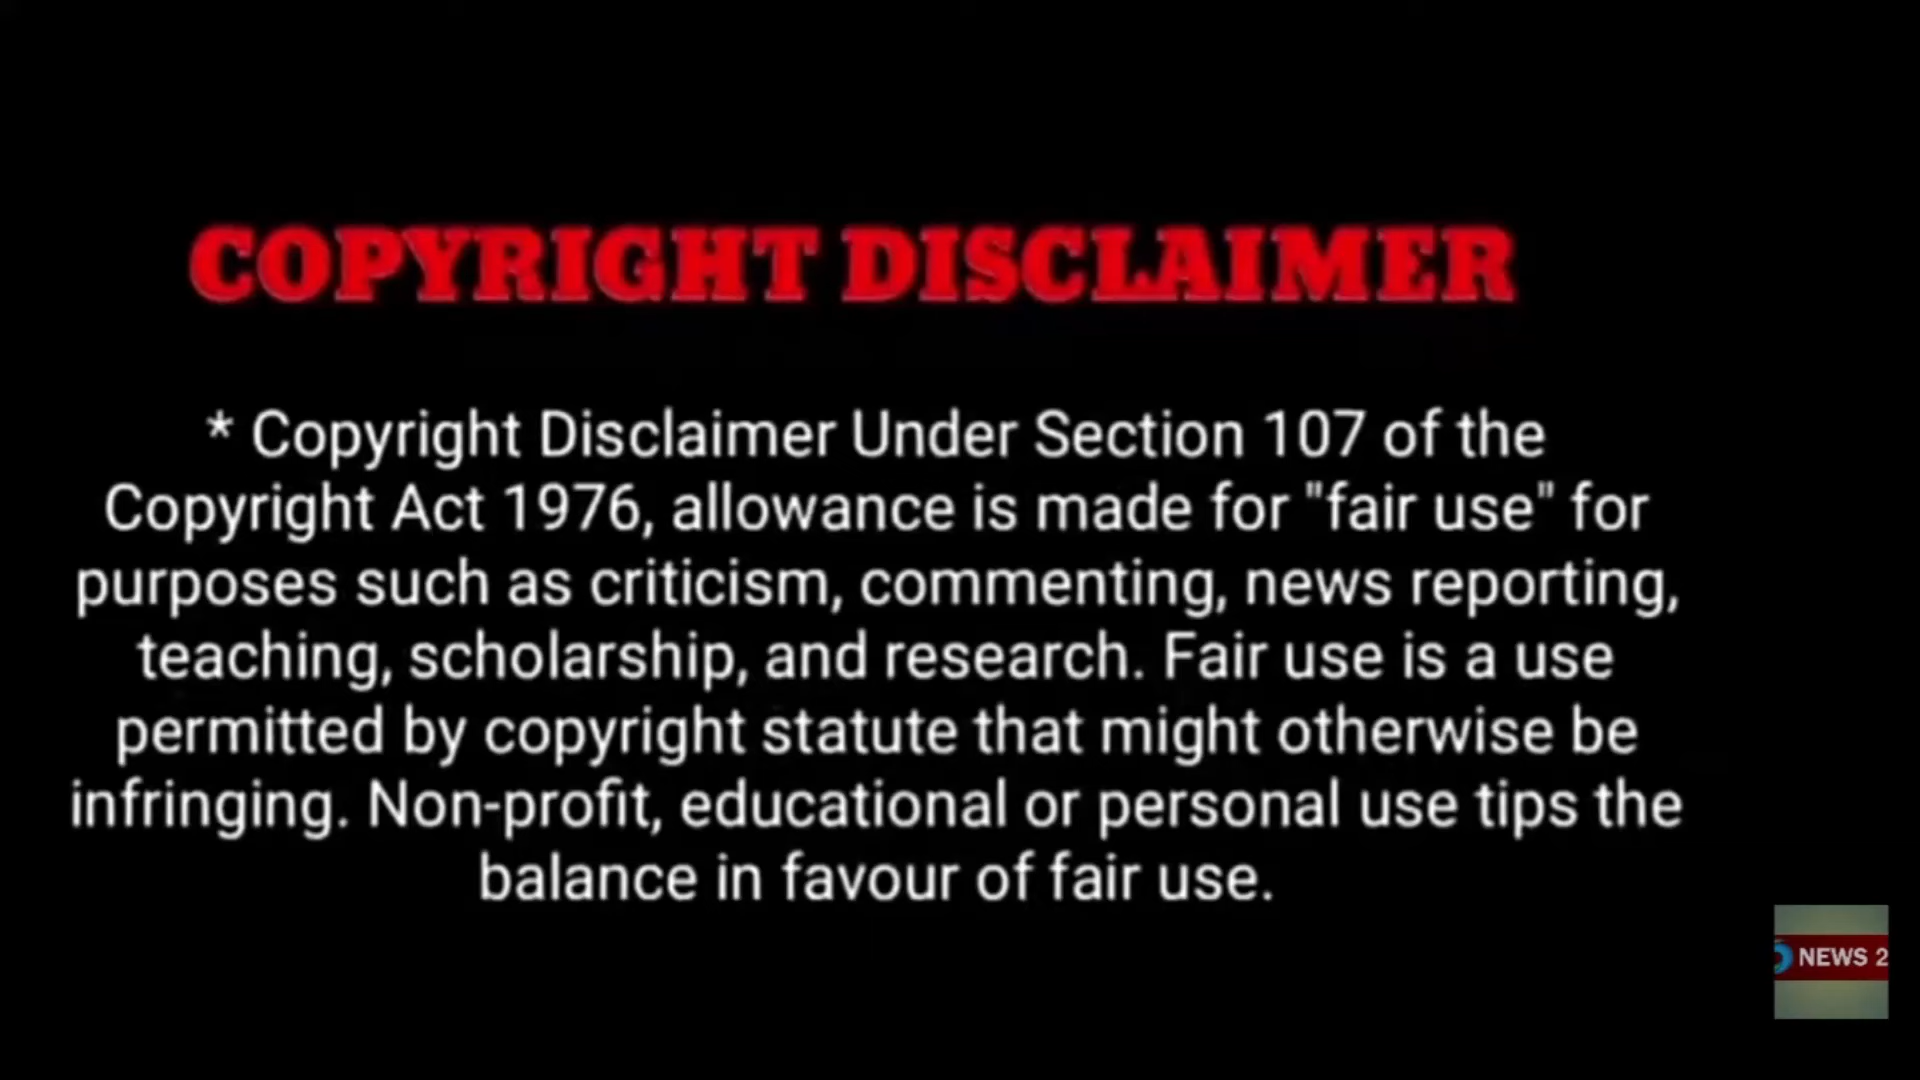 COPYRIGHT DISCLAIMER
* Copyright Disclaimer Under Section 107 of the
Copyright Act 1976, allowance is made for "fair use" for
purposes such as criticism, commenting, news reporting,
teaching, scholarship, and research. Fair use is a use
permitted by copyright statute that might otherwise be
infringing. Non-profit, educational or personal use tips the
balance in favour of fair use.
NEWS 2